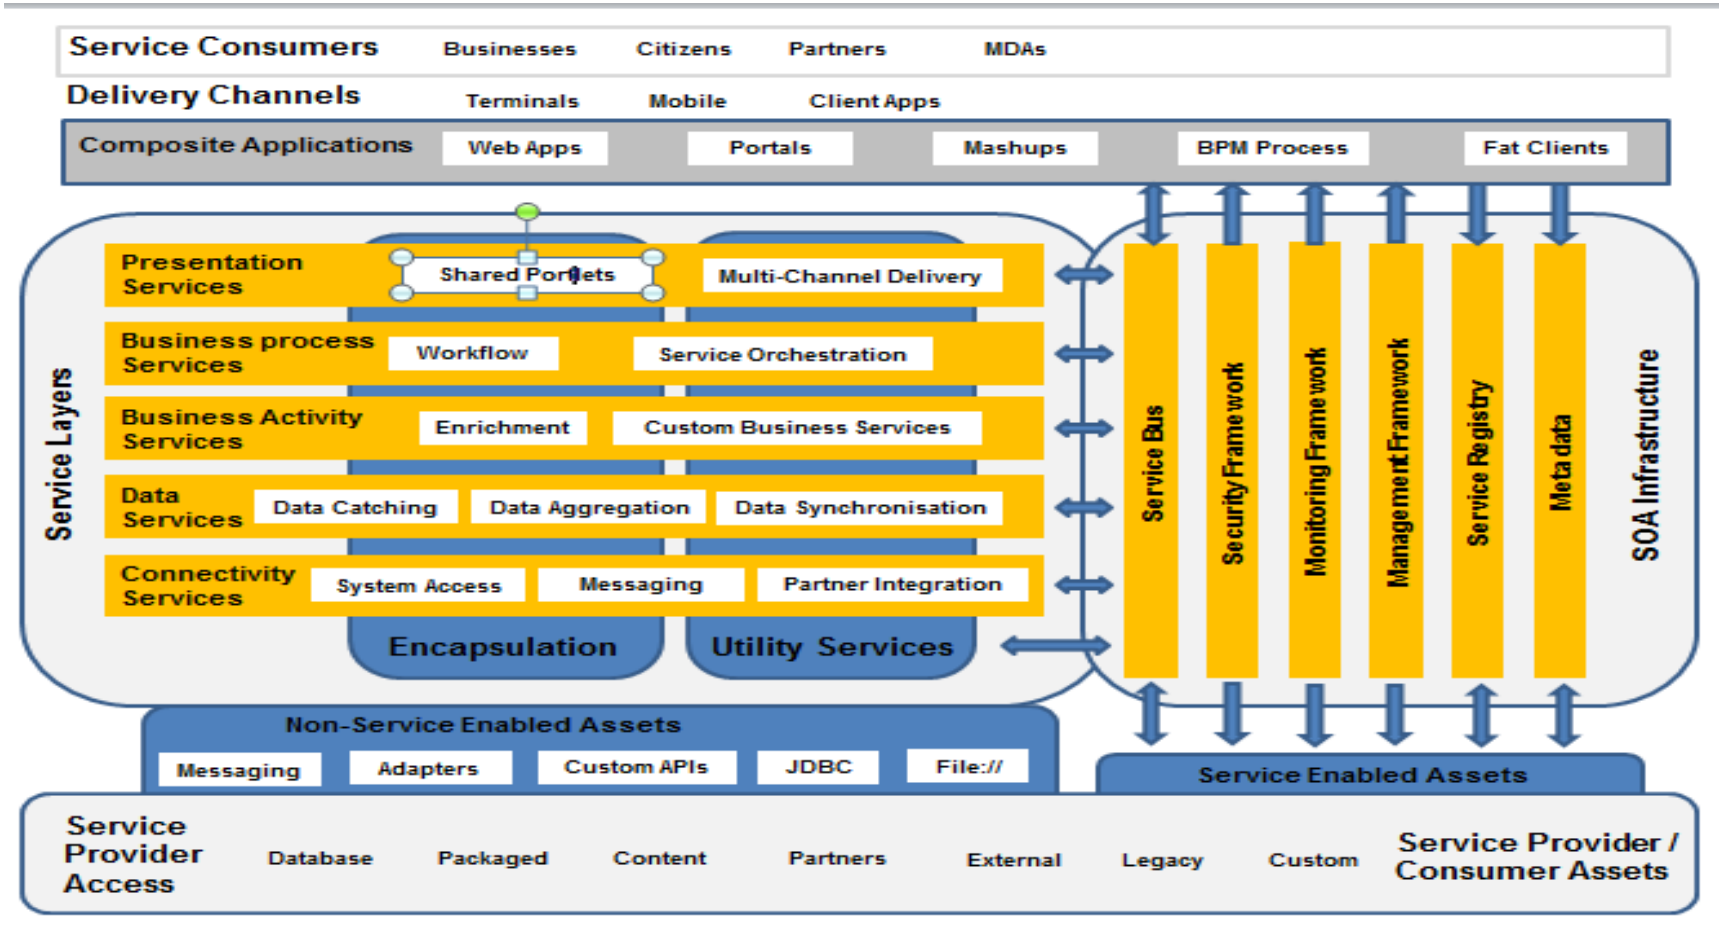 Service Consumers Businesses Citizens Partners MDAs
Delivery Channels Terminals Mobile Client Apps
Composite Applications Web Apps Portals Mashups BPM Process Fat Clients
Service Layers
Presentation
Services
Shared Portlets Multi-Channel Delivery
Business process
Services
Workflow Service Orchestration
Business Activity
Services
Enrichment Custom Business Services
Data
Services
Data Catching Data Aggregation Data Synchronisation
Connectivity
Services
System Access Messaging Partner Integration
Encapsulation Utility Services
Service Bus
Security Framework
Monitoring Framework
Management Framework
Service Registry
Meta data
SOA Infrastructure
Non-Service Enabled Assets
Messaging Adapters Custom APIs JDBC File://
Service Enabled Assets
Service
Provider
Access
Database Packaged Content Partners External Legacy Custom
Service Provider /
Consumer Assets